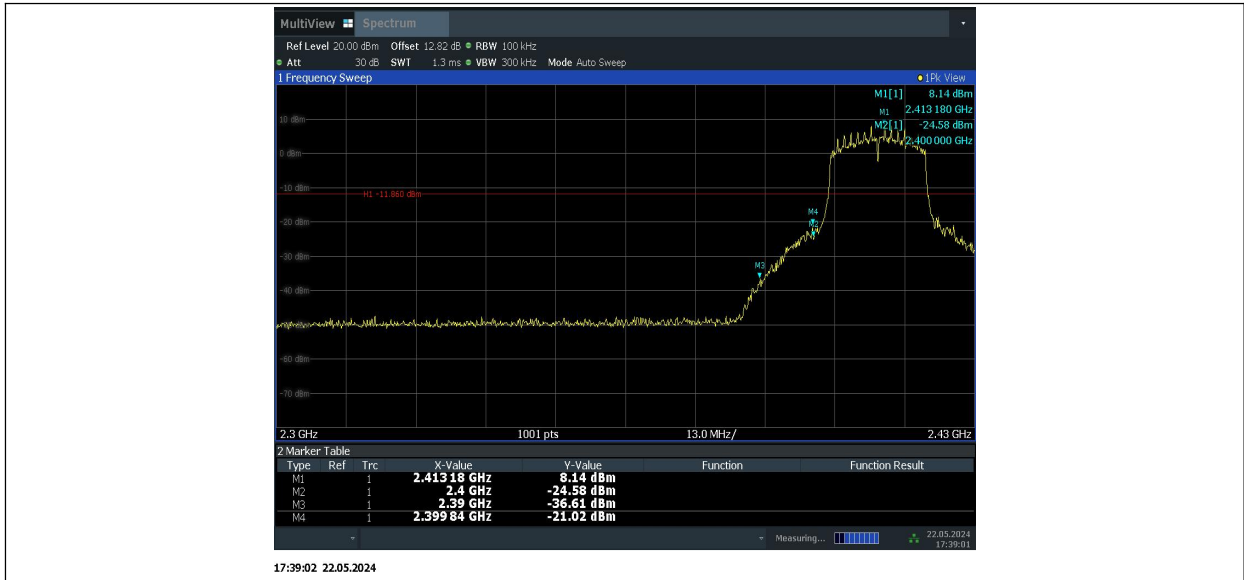 MultiView Spectrum
Ref Level 20.00 dBm Offset 12.82 dB RBW 100 kHz
Att 30 dB SWT 1.3 ms VBW 300 kHz Mode Auto Sweep
1 Frequency Sweep 1Pk View
M1[1] 8.14 dBm
M1 2.413 180 GHz
10 dBm
M2[1] -24.58 dBm
2.400 000 GHz
0 dBm
-10 dBm
H1 -11.860 dBm
M4
-20 dBm
M2
-30 dBm
M3
-40 dBm
-60 dBm
-70 dBm
2.3 GHz 1001 pts 13.0 MHz/ 2.43 GHz
2 Marker Table
Type Ref Trc X-Value Y-Value Function Function Result
M1 1 2.413 18 GHz 8.14 dBm
M2 1 2.4 GHz -24.58 dBm
M3 1 2.39 GHz -36.61 dBm
M4 1 2.399 84 GHz -21.02 dBm
Measuring... 22.05.2024
17:39:01
17:39:02 22.05.2024